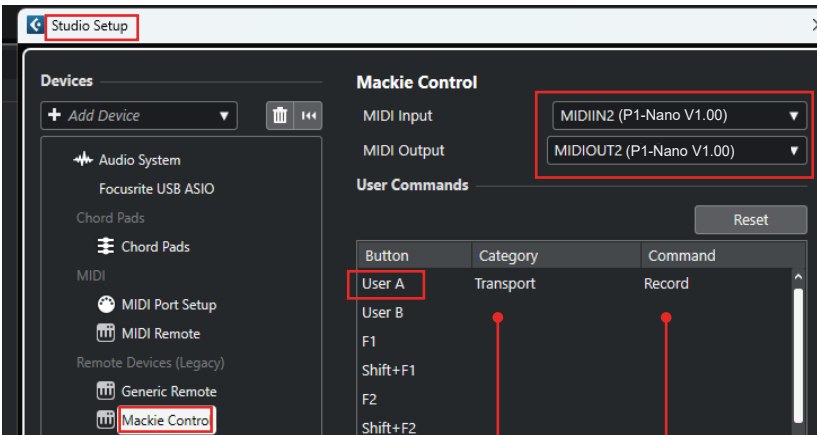 Studio Setup
Devices
+ Add Device
Audio System
Focusrite USB ASIO
Chord Pads
Chord Pads
MIDI
MIDI Port Setup
MIDI Remote
Remote Devices (Legacy)
Generic Remote
Mackie Control
Mackie Control
MIDI Input MIDIIN2 (P1-Nano V1.00)
MIDI Output MIDIOUT2 (P1-Nano V1.00)
User Commands
Reset
Button Category Command
User A Transport Record
User B
F1
Shift+F1
F2
Shift+F2